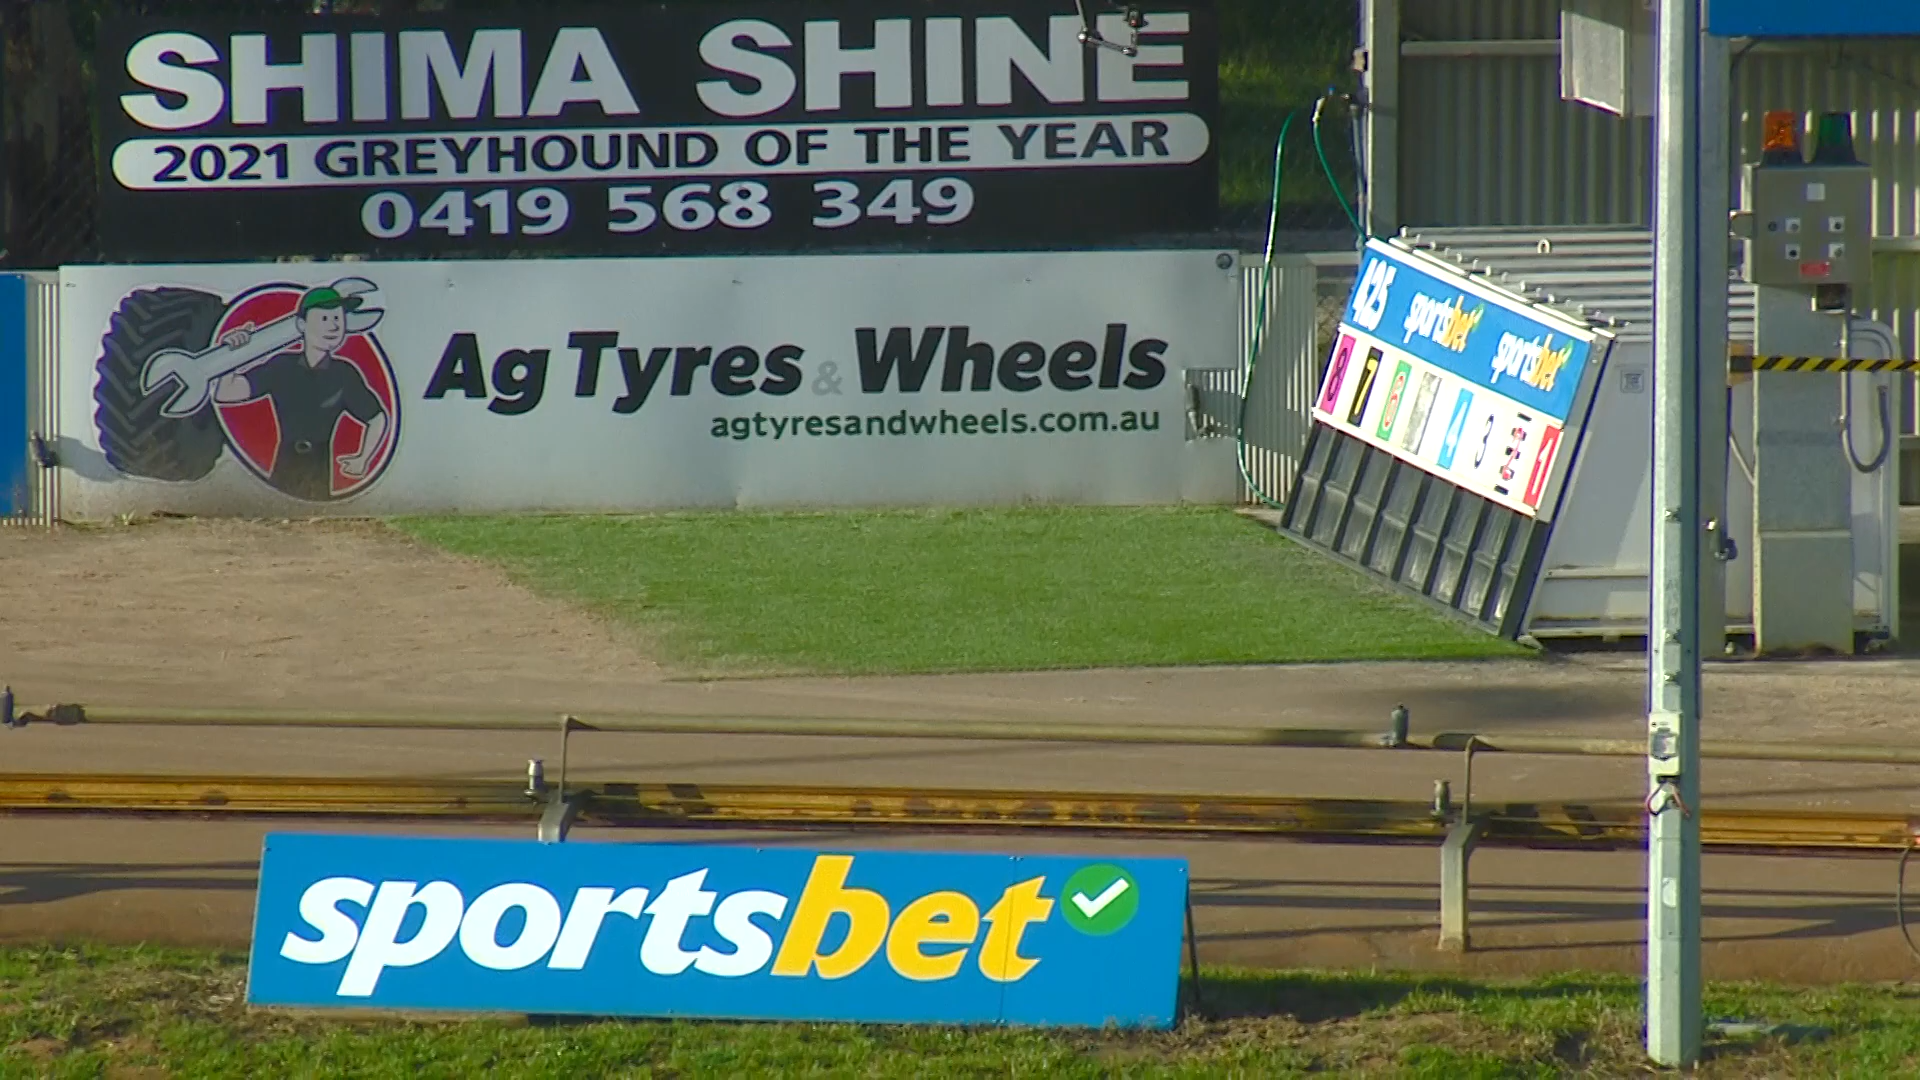 SHIMA SHINE
2021 GREYHOUND OF THE YEAR
0419 568 349
Ag Tyres & Wheels
agtyresandwheels.com.au
425 sportsbet sportsbet
8 7 6 4 3 2 1
sportsbet